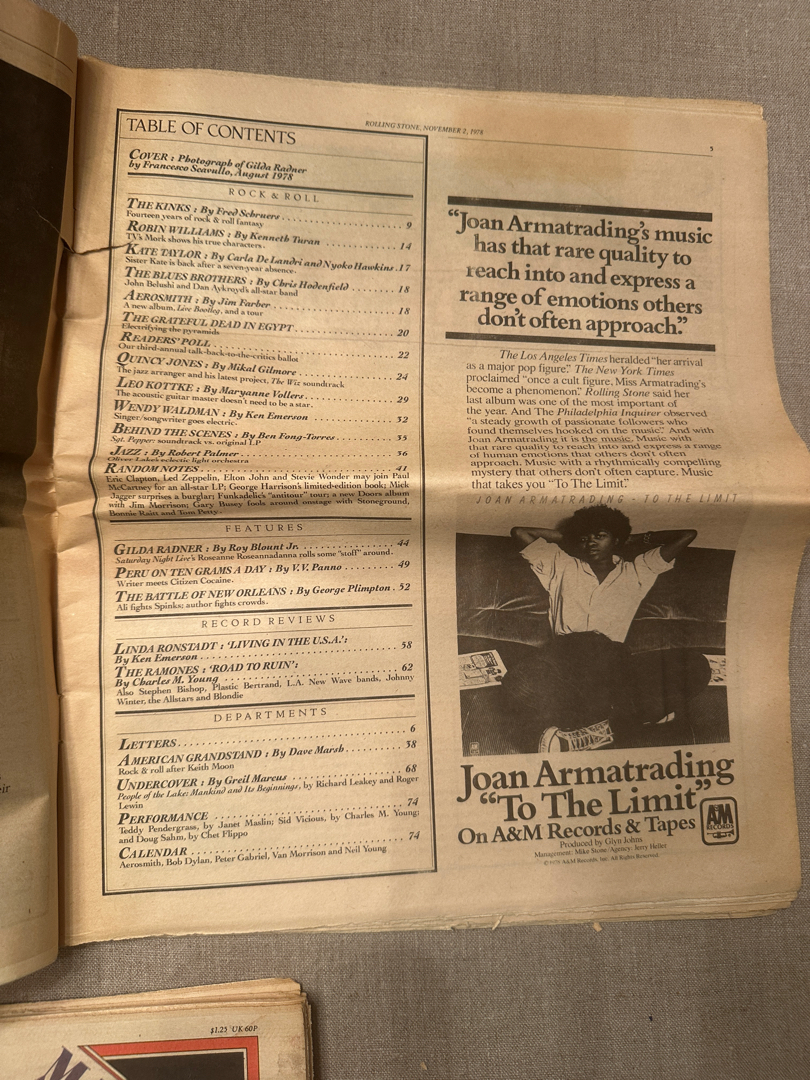 ROLLING STONE, NOVEMBER 2, 1978
5
TABLE OF CONTENTS
COVER : Photograph of Gilda Radner
by Francesco Scavullo, August 1978
ROCK & ROLL
THE KINKS : By Fred Schruers . . . . . . . . . . . . . . . . 9
Fourteen years of rock & roll fantasy
ROBIN WILLIAMS : By Kenneth Turan . . . . . . . . . 14
TV's Mork shows his true characters.
KATE TAYLOR : By Carla De Landri and Nyoko Hawkins . 17
Sister Kate is back after a seven-year absence.
THE BLUES BROTHERS : By Chris Hodenfield . . . . . . . 18
John Belushi and Dan Aykroyd's all-star band
AEROSMITH : By Jim Farber . . . . . . . . . . . . . . . . 18
A new album, Live Bootleg, and a tour
THE GRATEFUL DEAD IN EGYPT . . . . . . . . . . . . . 20
Electrifying the pyramids
READERS' POLL . . . . . . . . . . . . . . . . . . . . . . 22
Our third-annual talk-back-to-the-critics ballot
QUINCY JONES : By Mikal Gilmore . . . . . . . . . . . . 24
The jazz arranger and his latest project, The Wiz soundtrack
LEO KOTTKE : By Maryanne Vollers . . . . . . . . . . . . 29
The acoustic guitar master doesn't need to be a star.
WENDY WALDMAN : By Ken Emerson . . . . . . . . . . . 32
Singer/songwriter goes electric.
BEHIND THE SCENES : By Ben Fong-Torres . . . . . . . . 35
Sgt. Pepper: soundtrack vs. original LP
JAZZ : By Robert Palmer . . . . . . . . . . . . . . . . . . 36
Oliver Lake's eclectic light orchestra
RANDOM NOTES . . . . . . . . . . . . . . . . . . . . . . 41
Eric Clapton, Led Zeppelin, Elton John and Stevie Wonder may join Paul
McCartney for an all-star LP; George Harrison's limited-edition book; Mick
Jagger surprises a burglar; Funkadelic's "antitour" tour; a new Doors album
with Jim Morrison; Gary Busey fools around onstage with Stoneground,
Bonnie Raitt and Tom Petty.
FEATURES
GILDA RADNER : By Roy Blount Jr. . . . . . . . . . . . . 44
Saturday Night Live's Roseanne Roseannadanna rolls some "stoff" around.
PERU ON TEN GRAMS A DAY : By V.V. Panno . . . . . . 49
Writer meets Citizen Cocaine.
THE BATTLE OF NEW ORLEANS : By George Plimpton . 52
Ali fights Spinks; author fights crowds.
RECORD REVIEWS
LINDA RONSTADT : 'LIVING IN THE U.S.A.':
By Ken Emerson . . . . . . . . . . . . . . . . . . . . . . 58
THE RAMONES : 'ROAD TO RUIN':
By Charles M. Young . . . . . . . . . . . . . . . . . . . . 62
Also Stephen Bishop, Plastic Bertrand, L.A. New Wave bands, Johnny
Winter, the Allstars and Blondie
DEPARTMENTS
LETTERS . . . . . . . . . . . . . . . . . . . . . . . . . . 6
AMERICAN GRANDSTAND : By Dave Marsh . . . . . . . . . 38
Rock & roll after Keith Moon
UNDERCOVER : By Greil Marcus . . . . . . . . . . . . . . 68
People of the Lake: Mankind and Its Beginnings, by Richard Leakey and Roger
Lewin
PERFORMANCE . . . . . . . . . . . . . . . . . . . . . . . 74
Teddy Pendergrass, by Janet Maslin; Sid Vicious, by Charles M. Young;
and Doug Sahm, by Chet Flippo
CALENDAR . . . . . . . . . . . . . . . . . . . . . . . . . 74
Aerosmith, Bob Dylan, Peter Gabriel, Van Morrison and Neil Young
"Joan Armatrading's music
has that rare quality to
reach into and express a
range of emotions others
don't often approach."
The Los Angeles Times heralded "her arrival
as a major pop figure." The New York Times
proclaimed "once a cult figure, Miss Armatrading's
become a phenomenon." Rolling Stone said her
last album was one of the most important of
the year. And The Philadelphia Inquirer observed
"a steady growth of passionate followers who
found themselves hooked on the music." And with
Joan Armatrading it is the music. Music with
that rare quality to reach into and express a range
of human emotions that others don't often
approach. Music with a rhythmically compelling
mystery that others don't often capture. Music
that takes you "To The Limit."
JOAN ARMATRADING - TO THE LIMIT
Joan Armatrading
"To The Limit"
On A&M Records & Tapes
AM
RECORDS
Produced by Glyn Johns
Management: Mike Stone/Agency: Jerry Heller
© 1978 A&M Records, Inc. All Rights Reserved.
$1.25 UK 60P